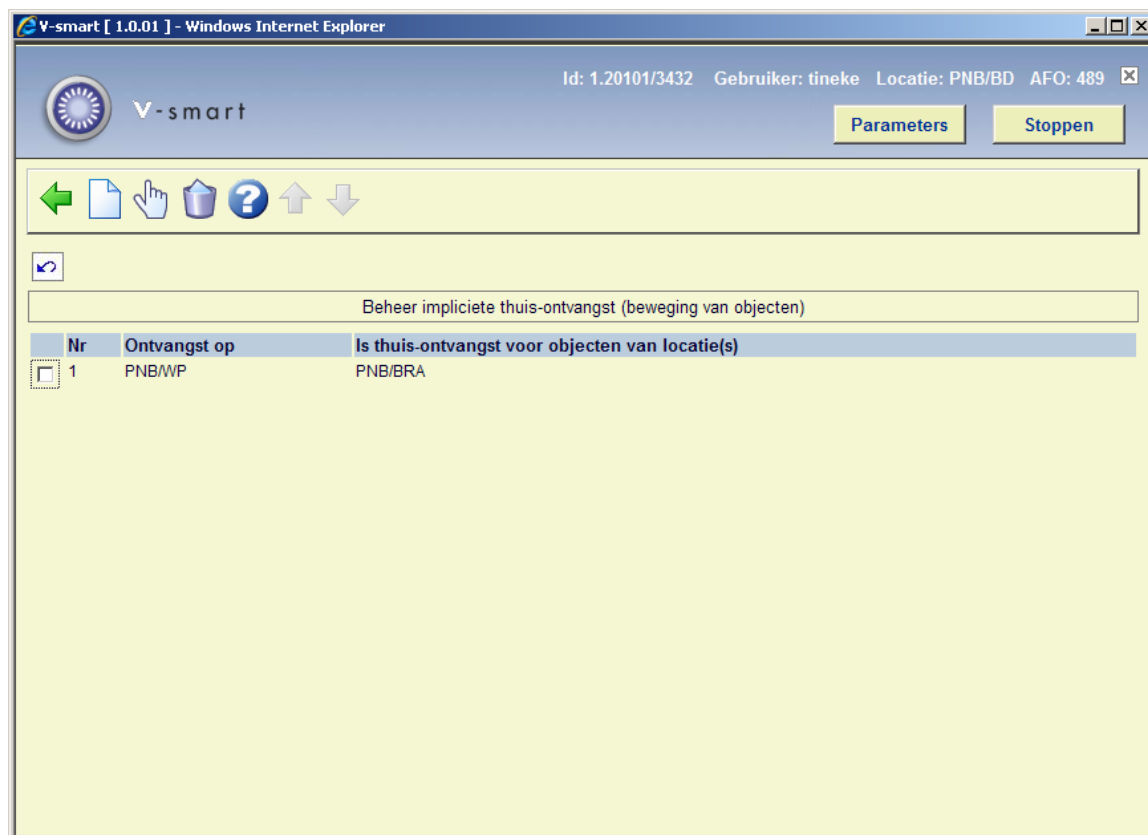 V-smart [ 1.0.01 ] - Windows Internet Explorer
Id: 1.20101/3432 Gebruiker: tineke Locatie: PNB/BD AFO: 489
V-smart
Parameters Stoppen
Beheer impliciete thuis-ontvangst (beweging van objecten)
Nr Ontvangst op Is thuis-ontvangst voor objecten van locatie(s)
1 PNB/WP PNB/BRA